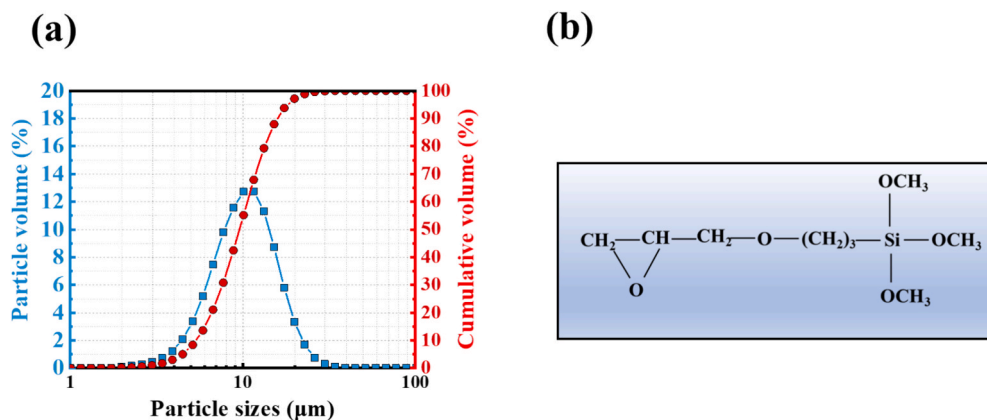 (a)
(b)
Particle volume (%)
20
18
16
14
12
10
8
6
4
2
0
100
90
80
70
60
50
40
30
20
10
0
Cumulative volume (%)
1
10
100
Particle sizes (μm)
OCH₃
CH₂—CH—CH₂—O—(CH₂)₃—Si—OCH₃
O
OCH₃